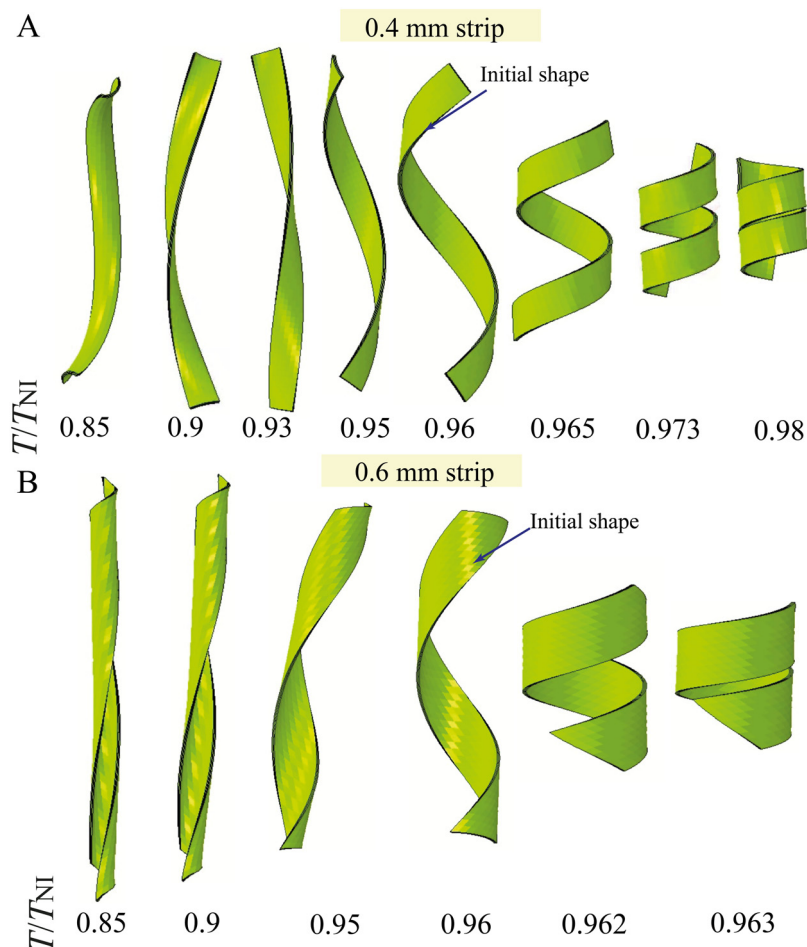 A
0.4 mm strip
Initial shape
T/TNI
0.85 0.9 0.93 0.95 0.96 0.965 0.973 0.98
B
0.6 mm strip
Initial shape
T/TNI
0.85 0.9 0.95 0.96 0.962 0.963